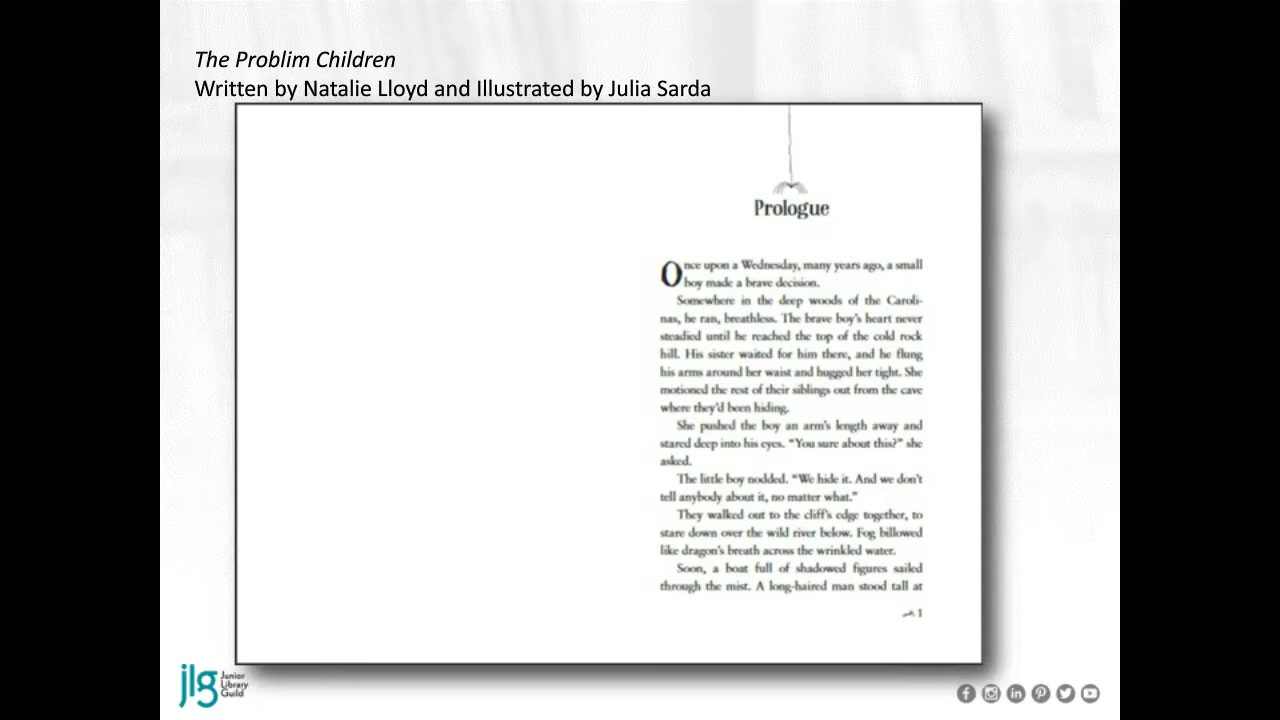 The Problim Children
Written by Natalie Lloyd and Illustrated by Julia Sarda
Prologue
Once upon a Wednesday, many years ago, a small
boy made a brave decision.
Somewhere in the deep woods of the Caroli-
nas, he ran, breathless. The brave boy's heart never
steadied until he reached the top of the cold rock
hill. His sister waited for him there, and he flung
his arms around her waist and hugged her tight. She
motioned the rest of their siblings out from the cave
where they'd been hiding.
She pushed the boy an arm's length away and
stared deep into his eyes. “You sure about this?” she
asked.
The little boy nodded. “We hide it. And we don't
tell anybody about it, no matter what.”
They walked out to the cliff's edge together, to
stare down over the wild river below. Fog billowed
like dragon's breath across the wrinkled water.
Soon, a boat full of shadowed figures sailed
through the mist. A long-haired man stood tall at
1
jlg Junior
Library
Guild